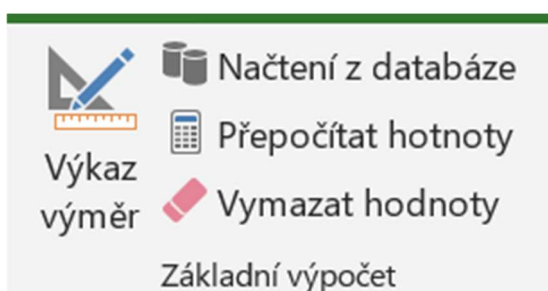 Výkaz
výměr
Načtení z databáze
Přepočítat hotnoty
Vymazat hodnoty
Základní výpočet